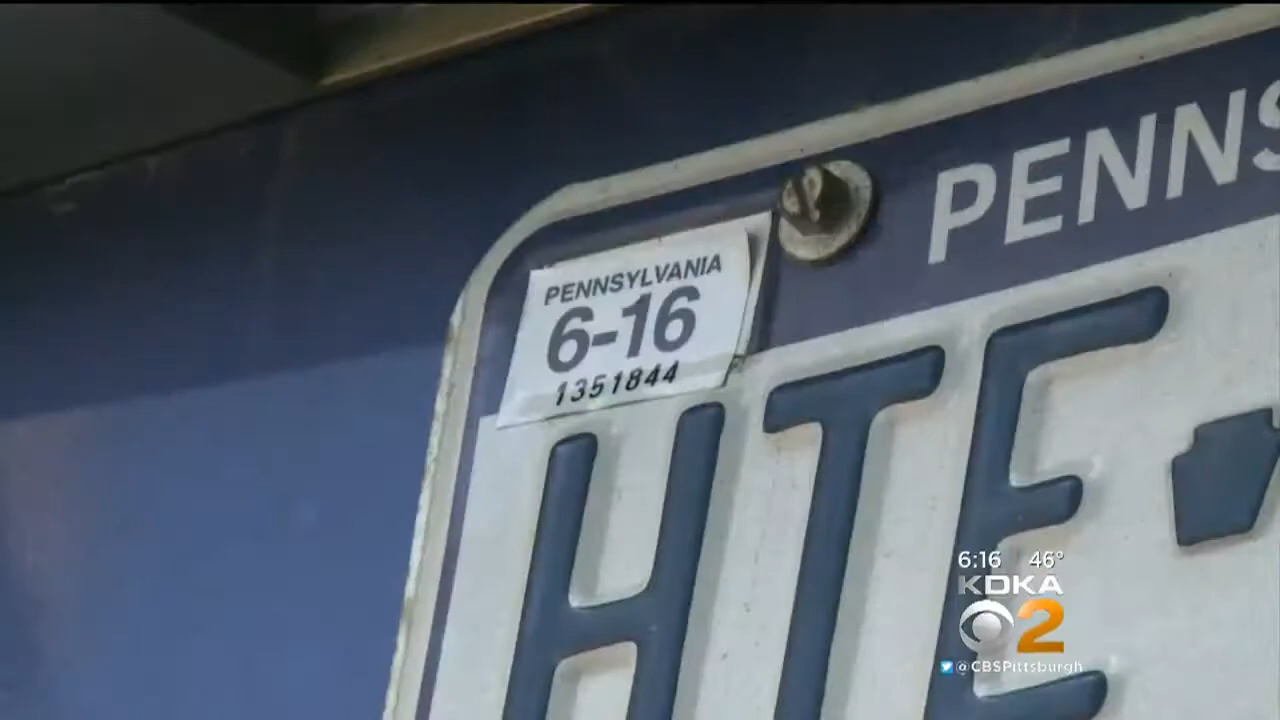 PENNS
PENNSYLVANIA
6-16
1351844
HTE
6:16 46°
KDKA
2
@CBSPittsburgh